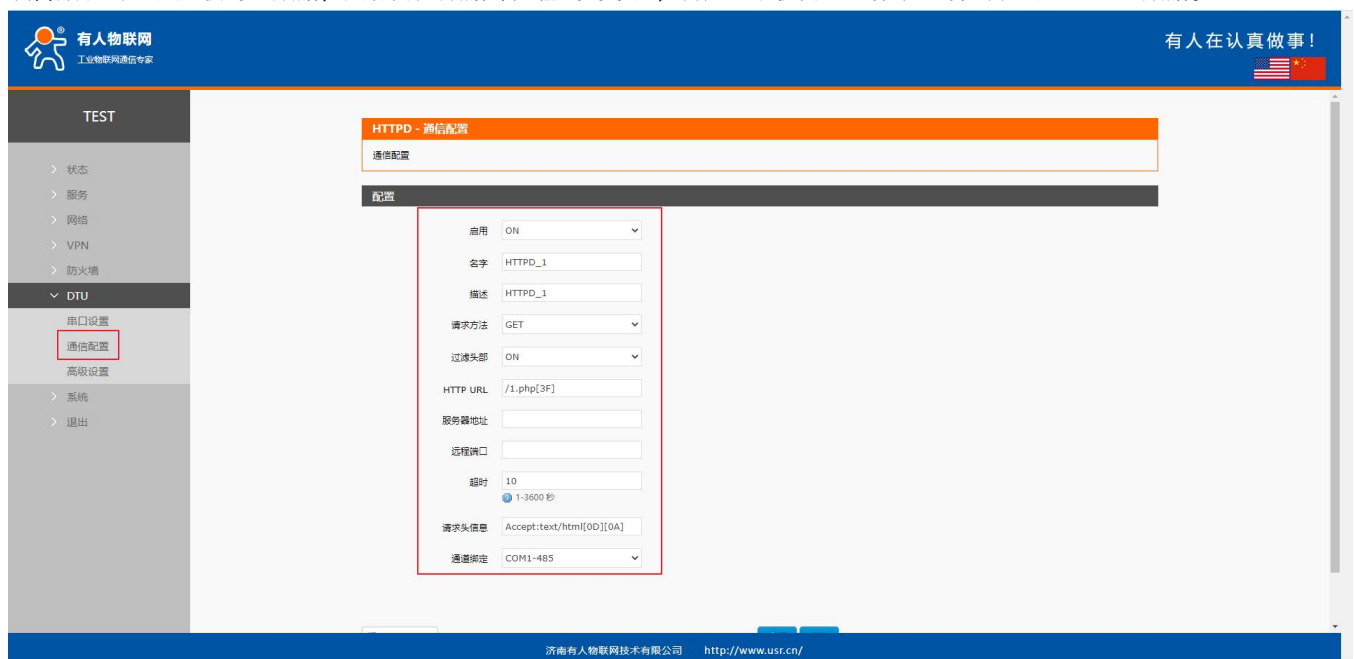 有人物联网
工业物联网通信专家
有人在认真做事!
TEST
状态
服务
网络
VPN
防火墙
DTU
串口设置
通信配置
高级设置
系统
退出
HTTPD - 通信配置
通信配置
配置
启用 ON
名字 HTTPD_1
描述 HTTPD_1
请求方法 GET
过滤头部 ON
HTTP URL /1.php[3F]
服务器地址
远程端口
超时 10
1-3600 秒
请求头信息 Accept:text/html[0D][0A]
通道绑定 COM1-485
济南有人物联网技术有限公司 http://www.usr.cn/